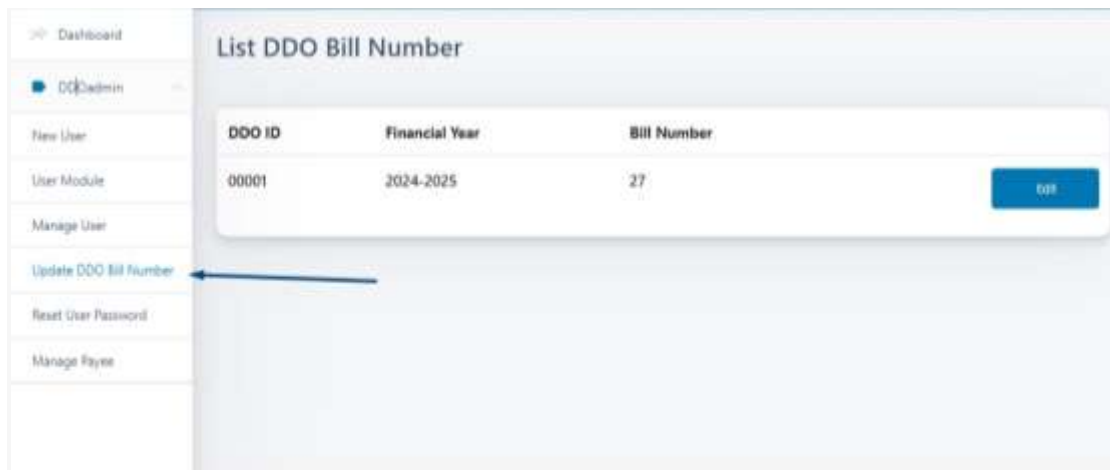 Dashboard
DDOadmin
New User
User Module
Manage User
Update DDO Bill Number
Reset User Password
Manage Payee
List DDO Bill Number
DDO ID Financial Year Bill Number
00001 2024-2025 27
Edit